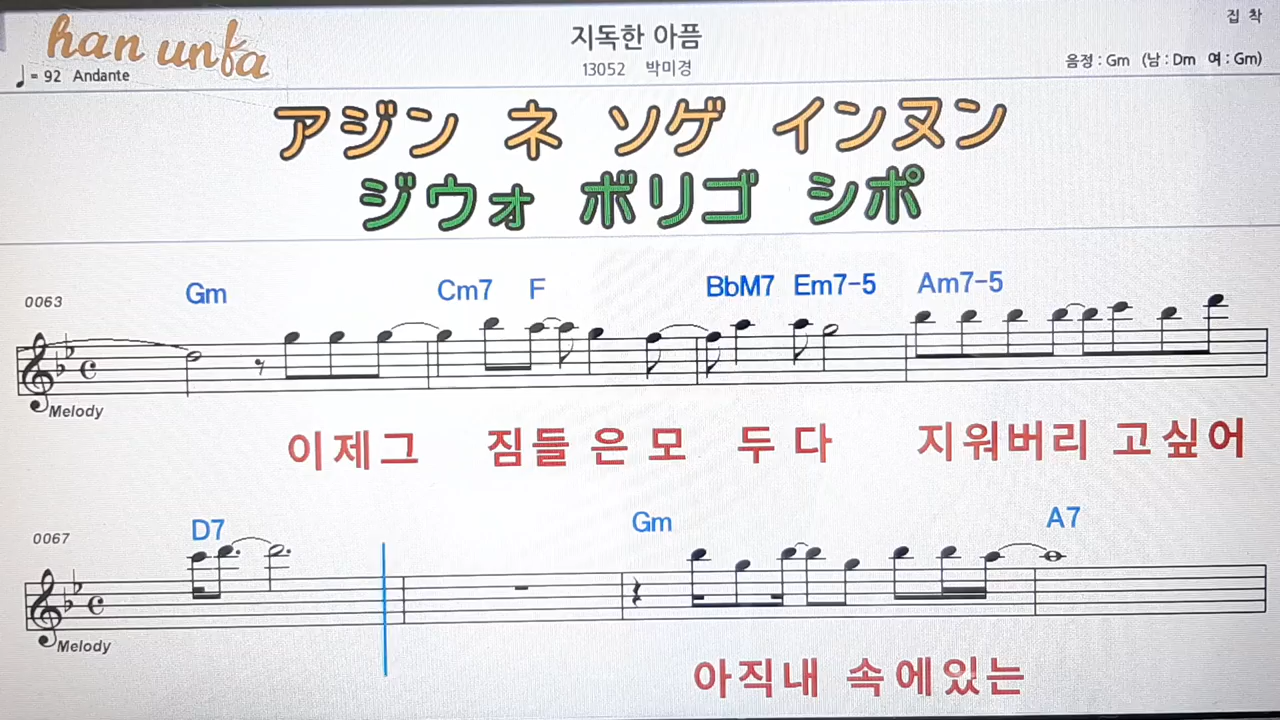 han unfa
지독한 아픔
집 착
♩ = 92 Andante
13052 박미경
음정 : Gm (남 : Dm 여 : Gm)
アジン ネ ソゲ インヌン
ジウォ ボリゴ シポ
0063
Gm Cm7 F BbM7 Em7-5 Am7-5
Melody
이제그 짐들 은 모 두 다 지워버리 고싶어
0067
D7 Gm A7
Melody
아직내 속에있는